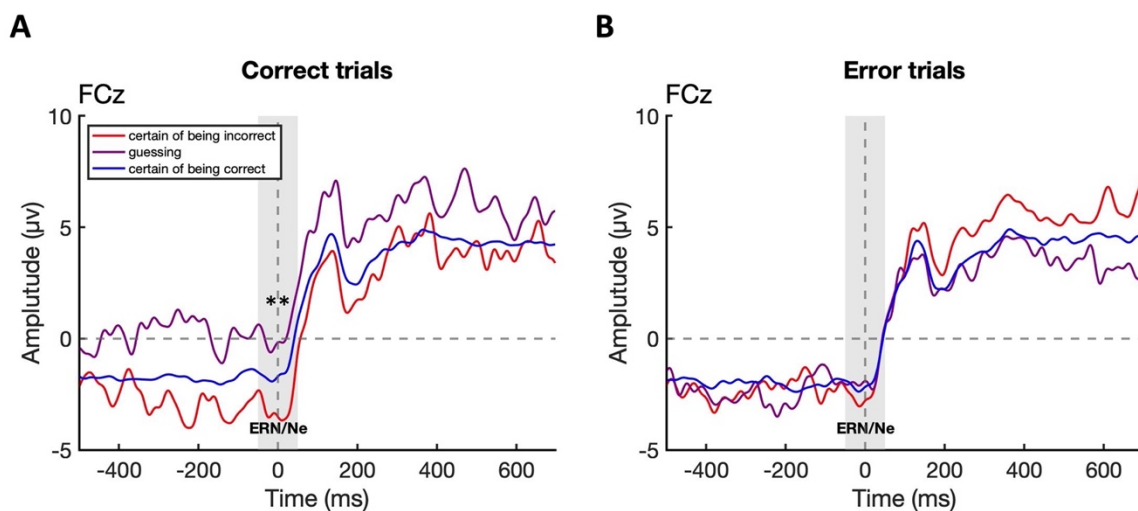 A
Correct trials
FCz
10
5
0
-5
Amplutude (μv)
certain of being incorrect
guessing
certain of being correct
**
ERN/Ne
-400 -200 0 200 400 600
Time (ms)
B
Error trials
FCz
10
5
0
-5
Amplutude (μv)
ERN/Ne
-400 -200 0 200 400 600
Time (ms)